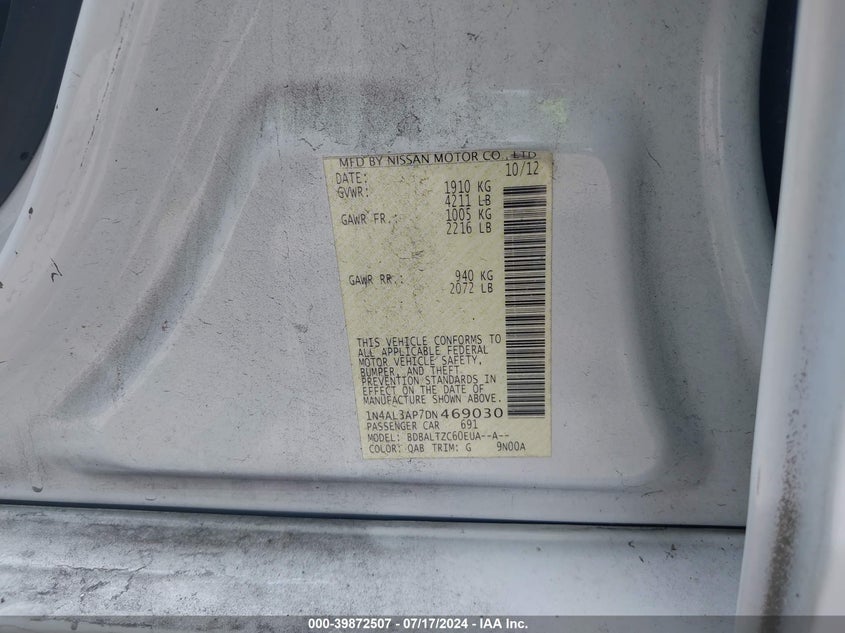 MFD BY NISSAN MOTOR CO., LTD
DATE: 10/12
GVWR: 1910 KG
4211 LB
GAWR FR.: 1005 KG
2216 LB
GAWR RR.: 940 KG
2072 LB
THIS VEHICLE CONFORMS TO
ALL APPLICABLE FEDERAL
MOTOR VEHICLE SAFETY,
BUMPER, AND THEFT
PREVENTION STANDARDS IN
EFFECT ON THE DATE OF
MANUFACTURE SHOWN ABOVE.
1N4AL3AP7DN469030
PASSENGER CAR 691
MODEL: BDBALTZC60EUA--A--
COLOR: QAB TRIM: G 9N00A
000-39872507 - 07/17/2024 - IAA Inc.